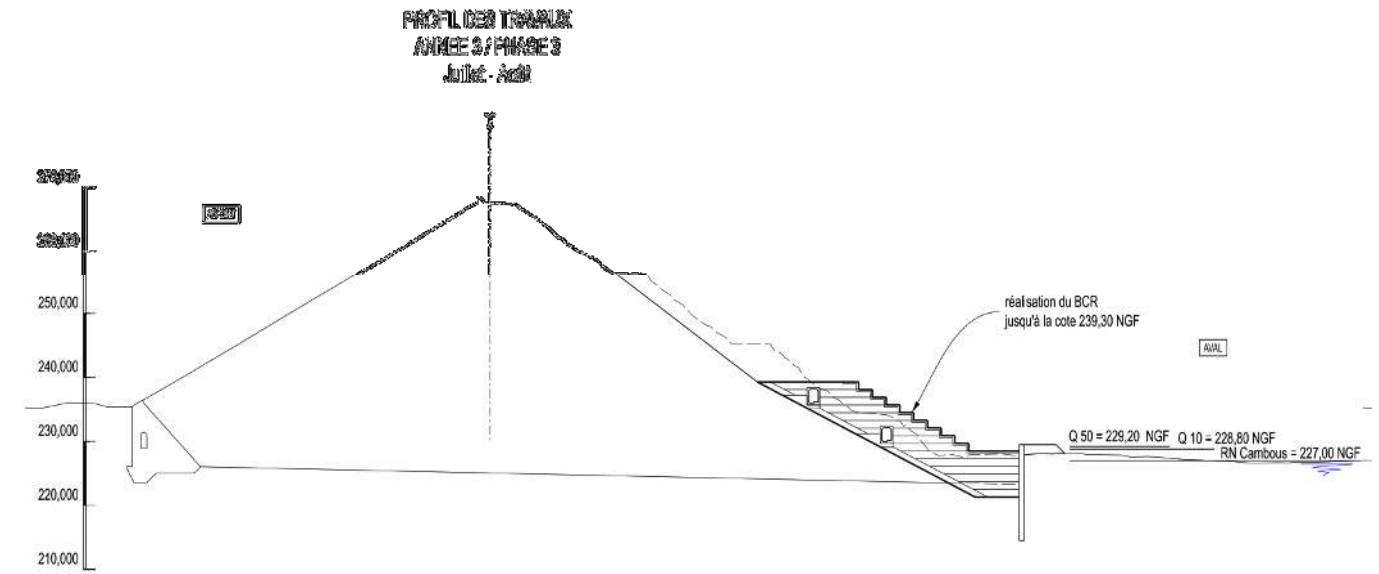 PROFIL DES TRAVAUX
ANNEE 3 / PHASE 3
Juillet - Août
250,000
240,000
230,000
220,000
210,000
réalisation du BCR
jusqu'à la cote 239,30 NGF
AVAL
Q 50 = 229,20 NGF Q 10 = 228,80 NGF
RN Cambous = 227,00 NGF